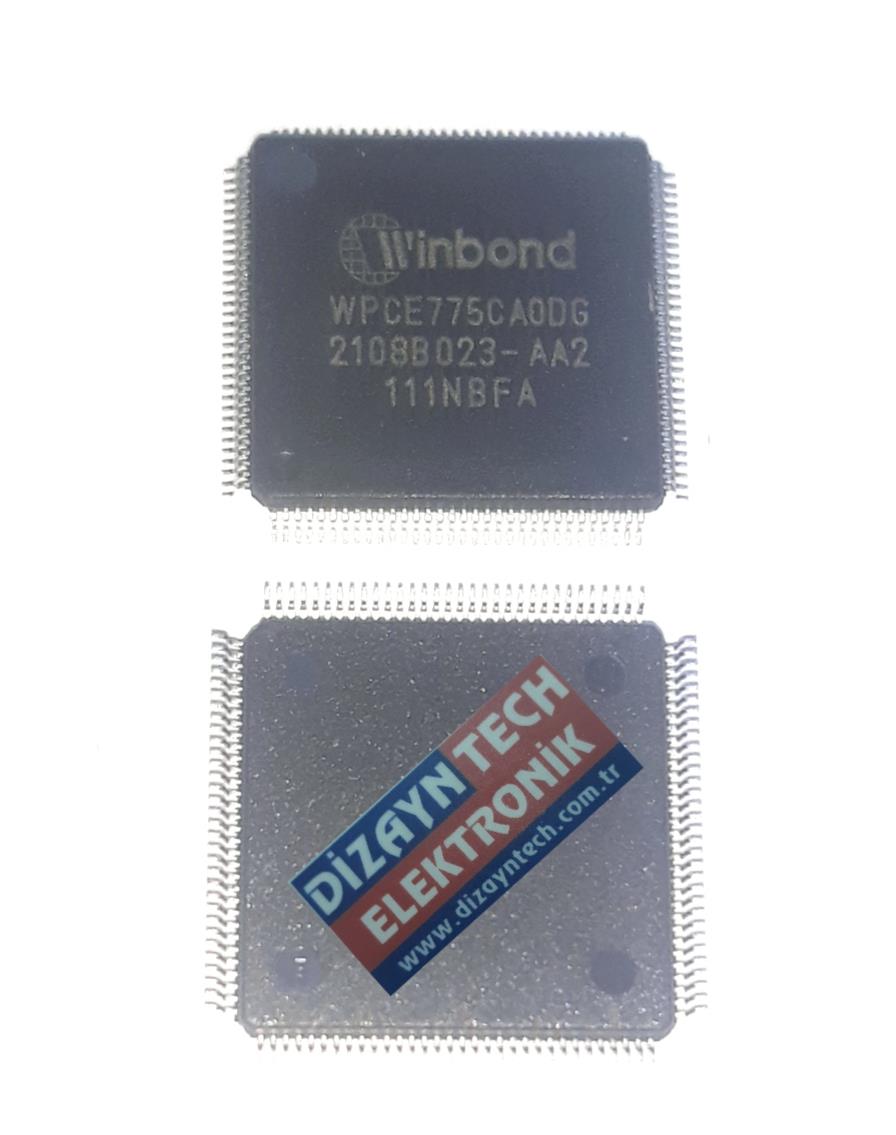 Winbond
WPCE775CA0DG
2108B023-AA2
111NBFA
DİZAYN TECH
ELEKTRONİK
www.dizayntech.com.tr